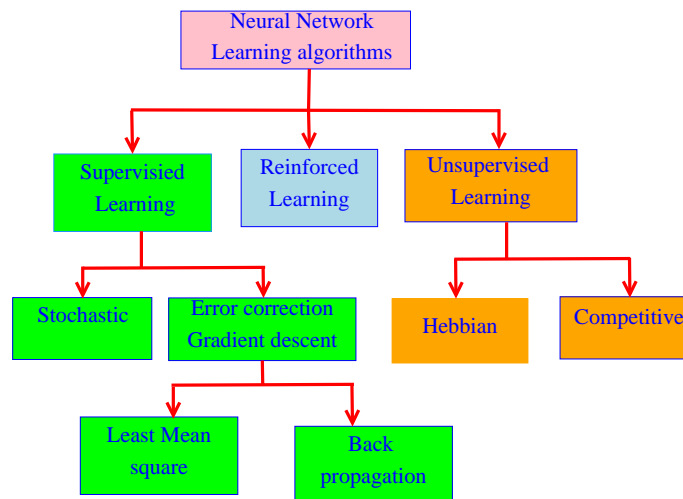 Neural Network
Learning algorithms
Supervisied
Learning
Reinforced
Learning
Unsupervised
Learning
Stochastic
Error correction
Gradient descent
Hebbian
Competitive
Least Mean
square
Back
propagation